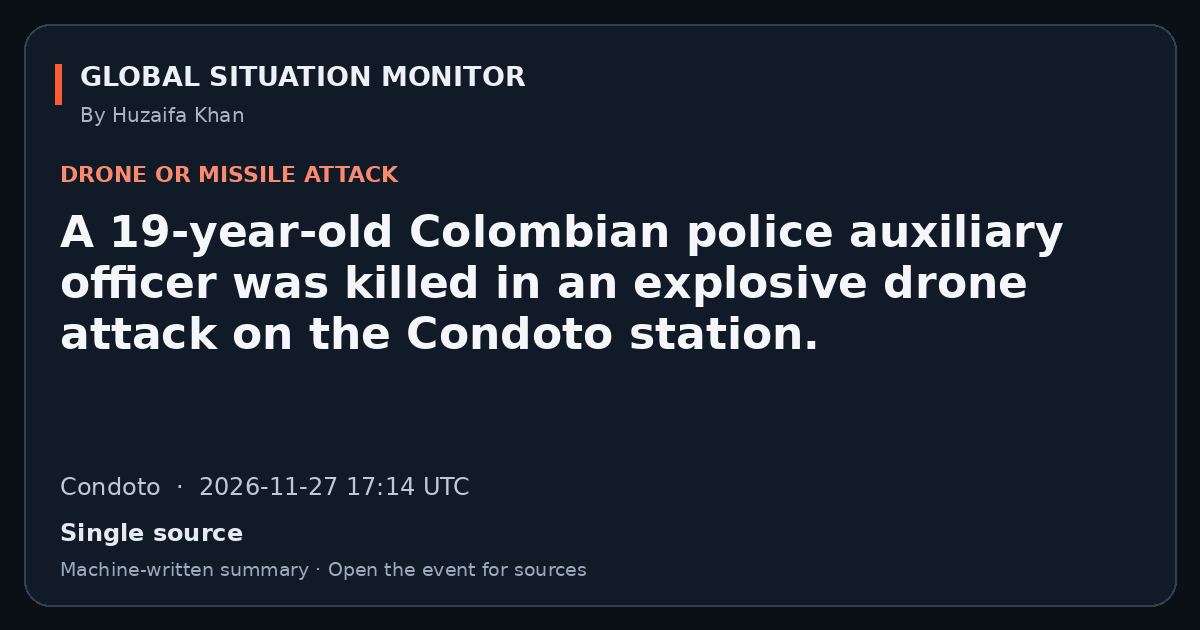 GLOBAL SITUATION MONITOR
By Huzaifa Khan
DRONE OR MISSILE ATTACK
A 19-year-old Colombian police auxiliary
officer was killed in an explosive drone
attack on the Condoto station.
Condoto · 2026-11-27 17:14 UTC
Single source
Machine-written summary · Open the event for sources